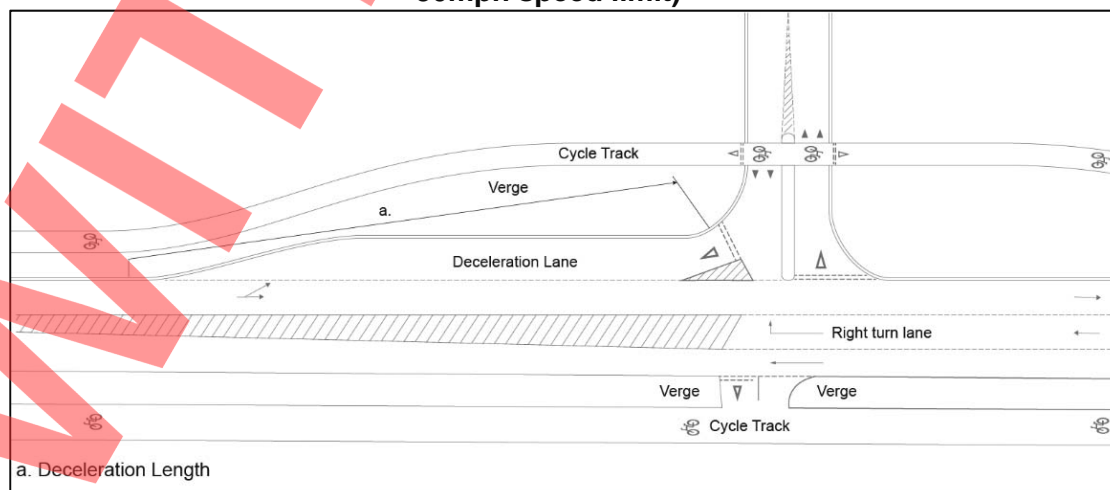 Cycle Track
Verge
a.
Deceleration Lane
Right turn lane
Verge
Verge
Cycle Track
a. Deceleration Length